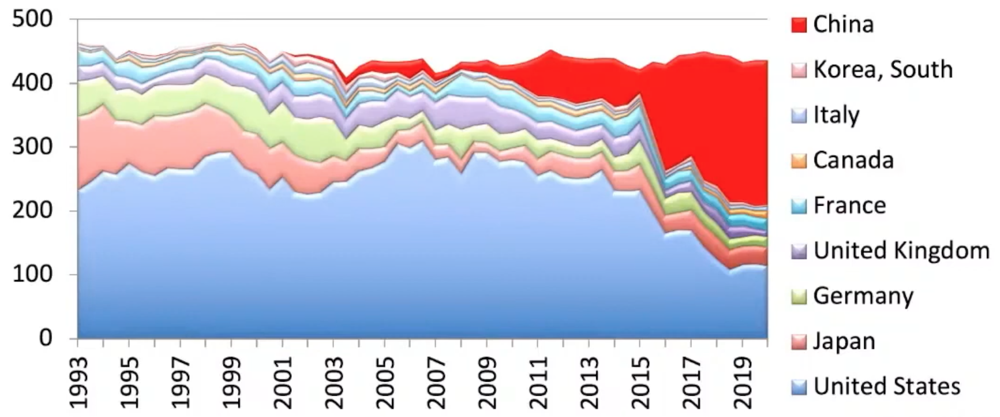 500
400
300
200
100
0
1993
1995
1997
1999
2001
2003
2005
2007
2009
2011
2013
2015
2017
2019
China
Korea, South
Italy
Canada
France
United Kingdom
Germany
Japan
United States